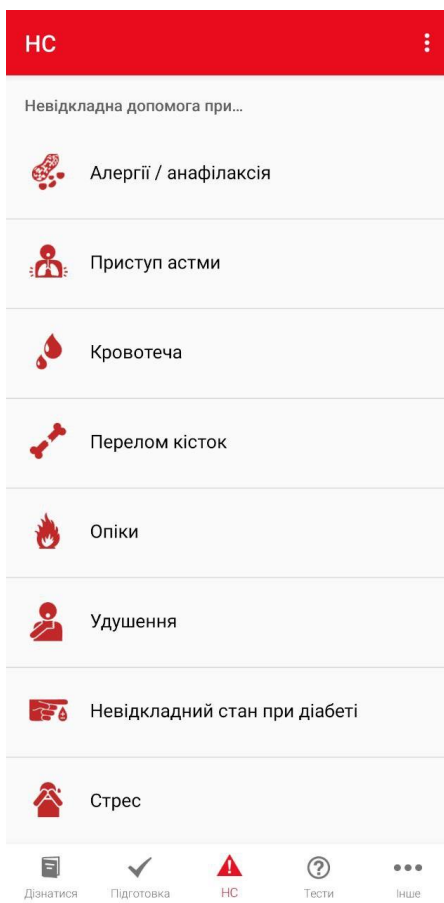 НС
Невідкладна допомога при...
Алергії / анафілаксія
Приступ астми
Кровотеча
Перелом кісток
Опіки
Удушення
Невідкладний стан при діабеті
Стрес
Дізнатися Підготовка НС Тести Інше